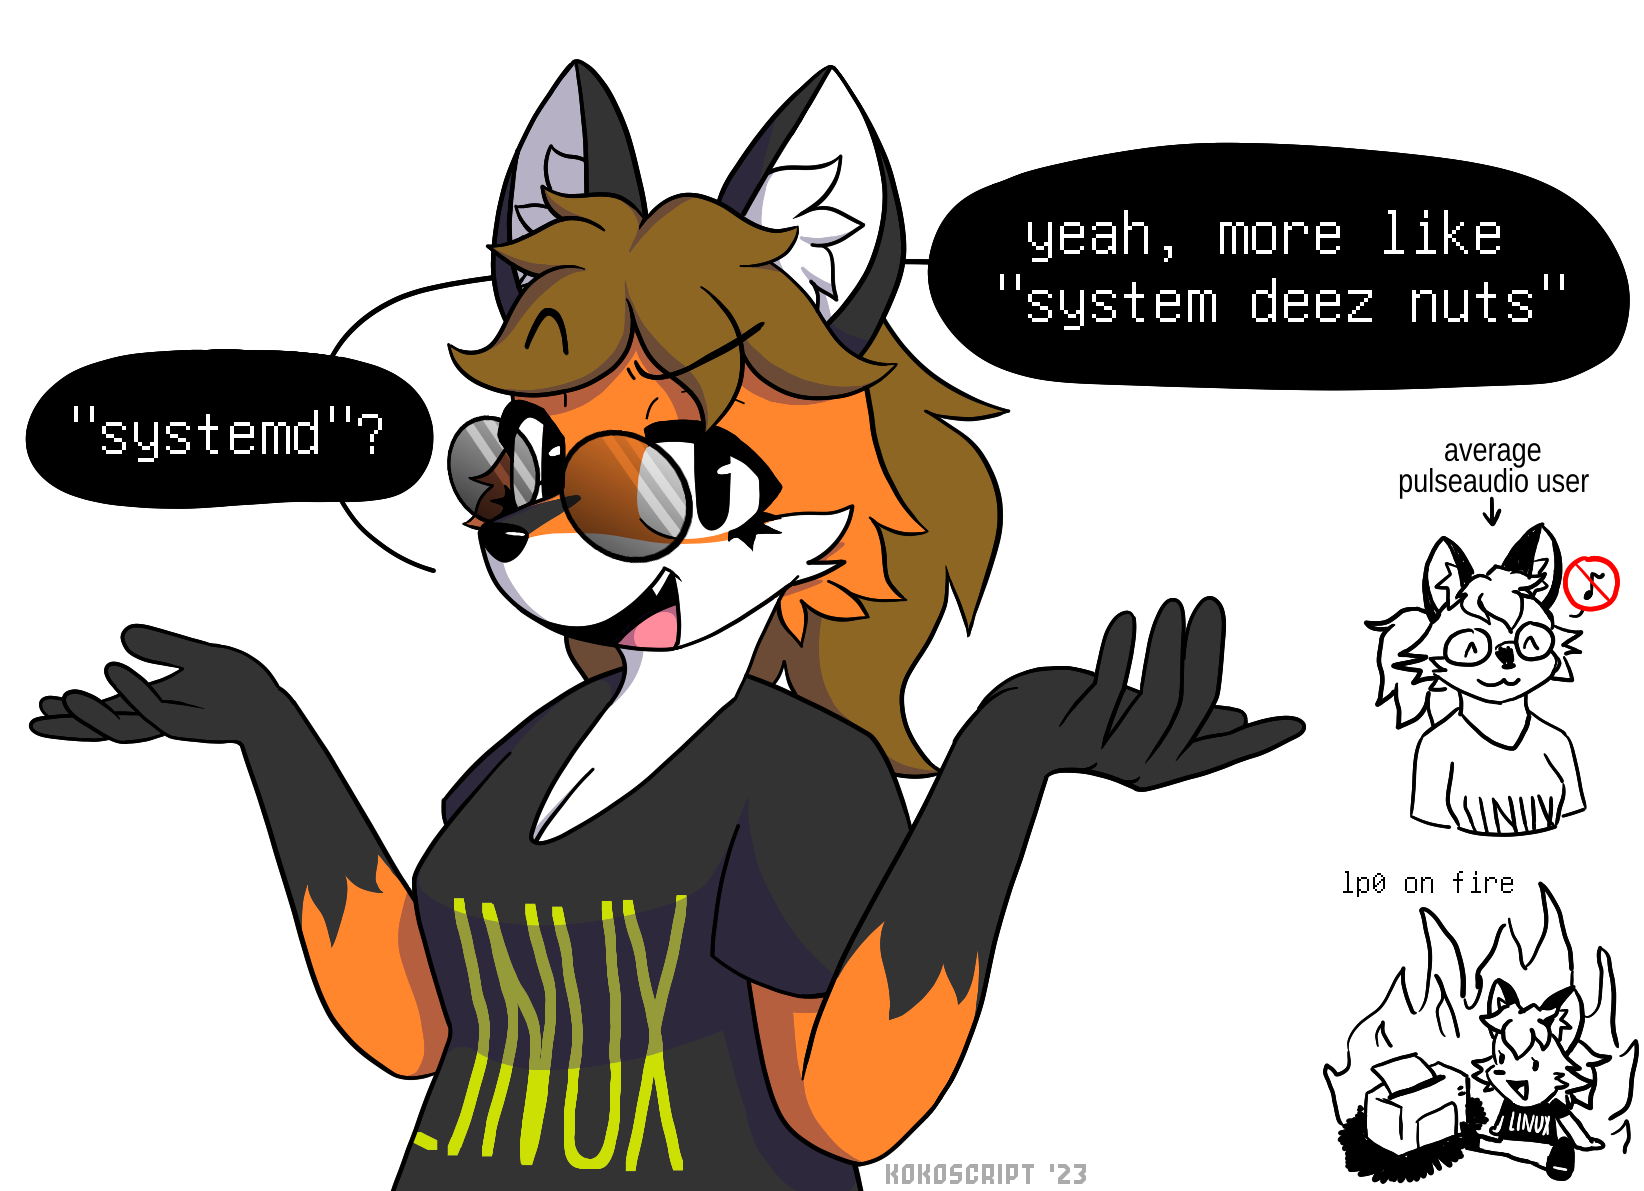 "systemd"?
yeah, more like
"system deez nuts"
average
pulseaudio user
LINUX
lp0 on fire
LINUX
LINUX
KOKOSCRIPT '23